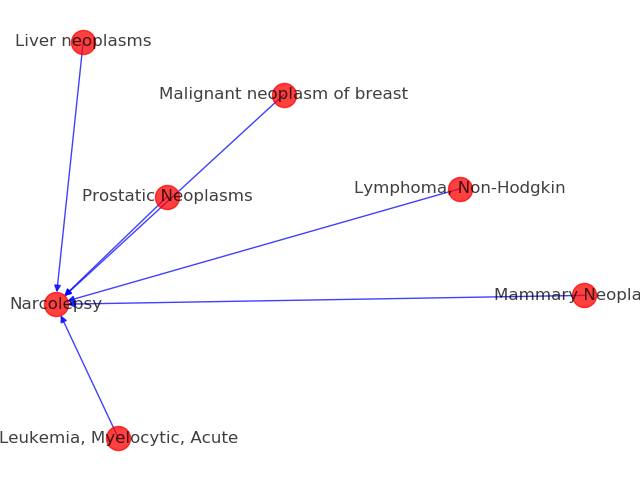 Liver neoplasms
Malignant neoplasm of breast
Lymphoma, Non-Hodgkin
Prostatic Neoplasms
Mammary Neopla
Narcolepsy
Leukemia, Myelocytic, Acute